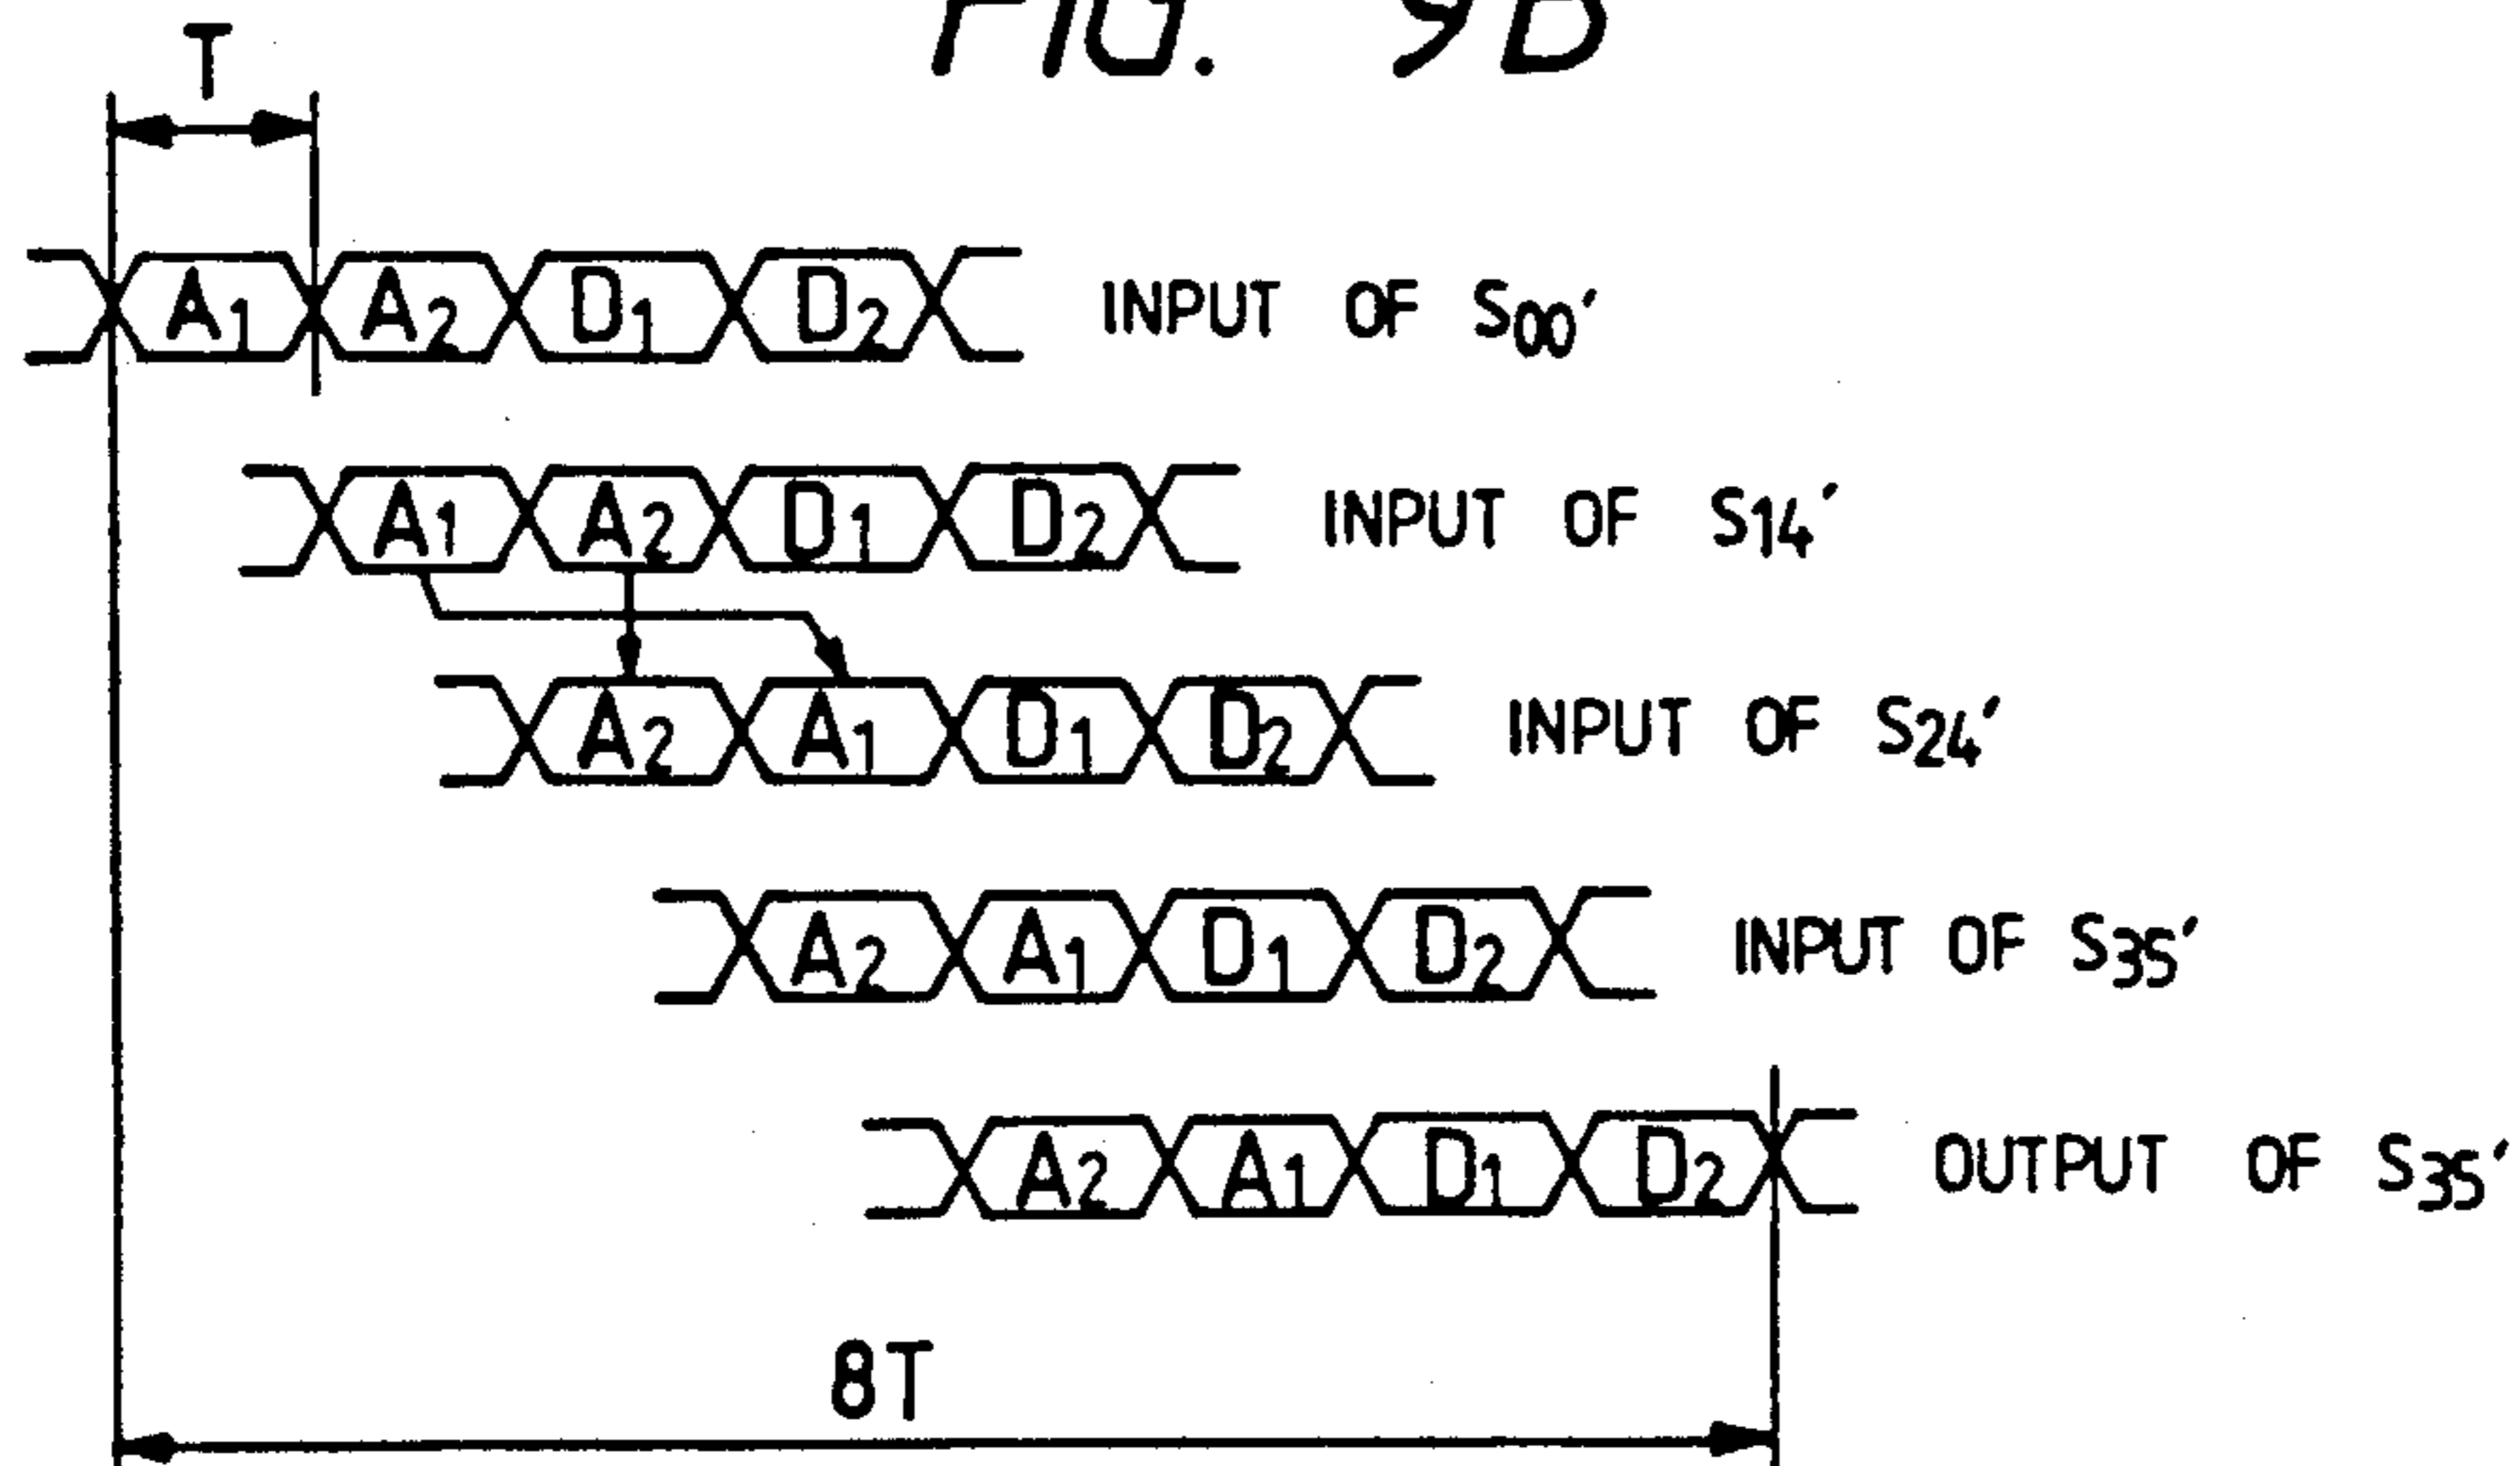 FIG. 9B
T
A1 A2 D1 D2 INPUT OF S00'
A1 A2 D1 D2 INPUT OF S14'
A2 A1 D1 D2 INPUT OF S24'
A2 A1 D1 D2 INPUT OF S35'
A2 A1 D1 D2 OUTPUT OF S35'
8T